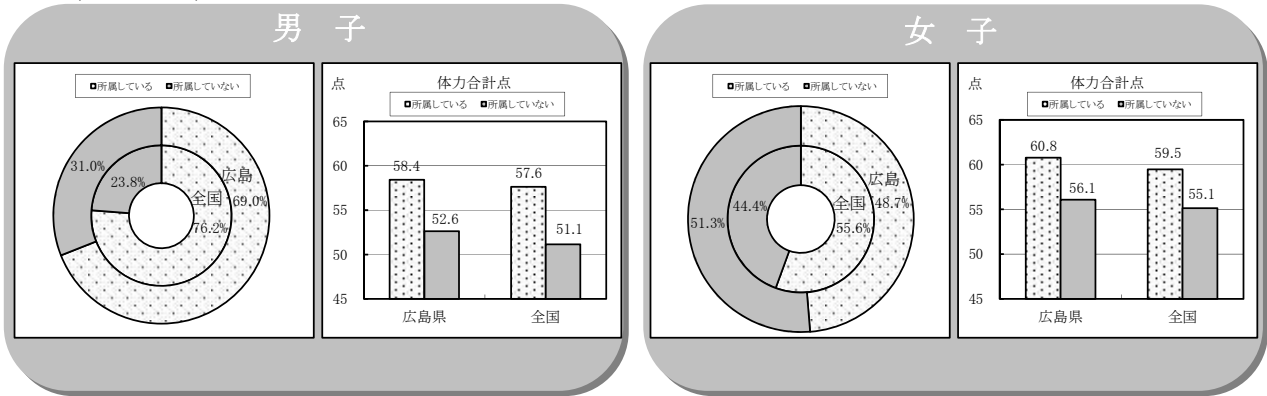 男 子
□所属している ■所属していない
31.0%
23.8%
広島
全国
69.0%
76.2%
点 体力合計点
□所属している ■所属していない
65
60
55
50
45
58.4
52.6
57.6
51.1
広島県 全国
女 子
□所属している ■所属していない
51.3%
44.4%
広島
全国
48.7%
55.6%
点 体力合計点
□所属している ■所属していない
65
60
55
50
45
60.8
56.1
59.5
55.1
広島県 全国